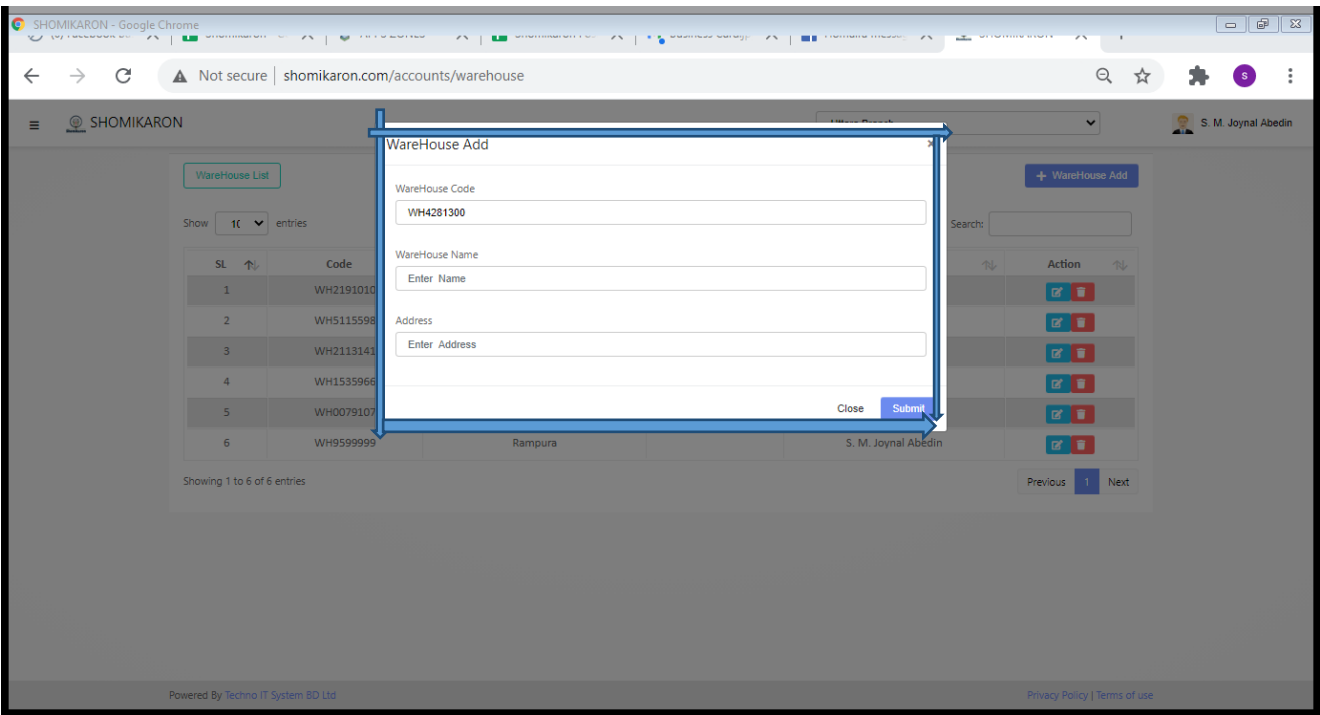 SHOMIKARON - Google Chrome
Not secure | shomikaron.com/accounts/warehouse
SHOMIKARON
S. M. Joynal Abedin
WareHouse Add
WareHouse List
+ WareHouse Add
WareHouse Code
WH4281300
Show 10 entries
Search:
WareHouse Name
Enter Name
SL Code Action
1 WH2191010
2 WH5115598
Address
Enter Address
3 WH2113141
4 WH1535966
5 WH0079107
Close Submit
6 WH9599999 Rampura S. M. Joynal Abedin
Showing 1 to 6 of 6 entries
Previous 1 Next
Powered By Techno IT System BD Ltd
Privacy Policy | Terms of use